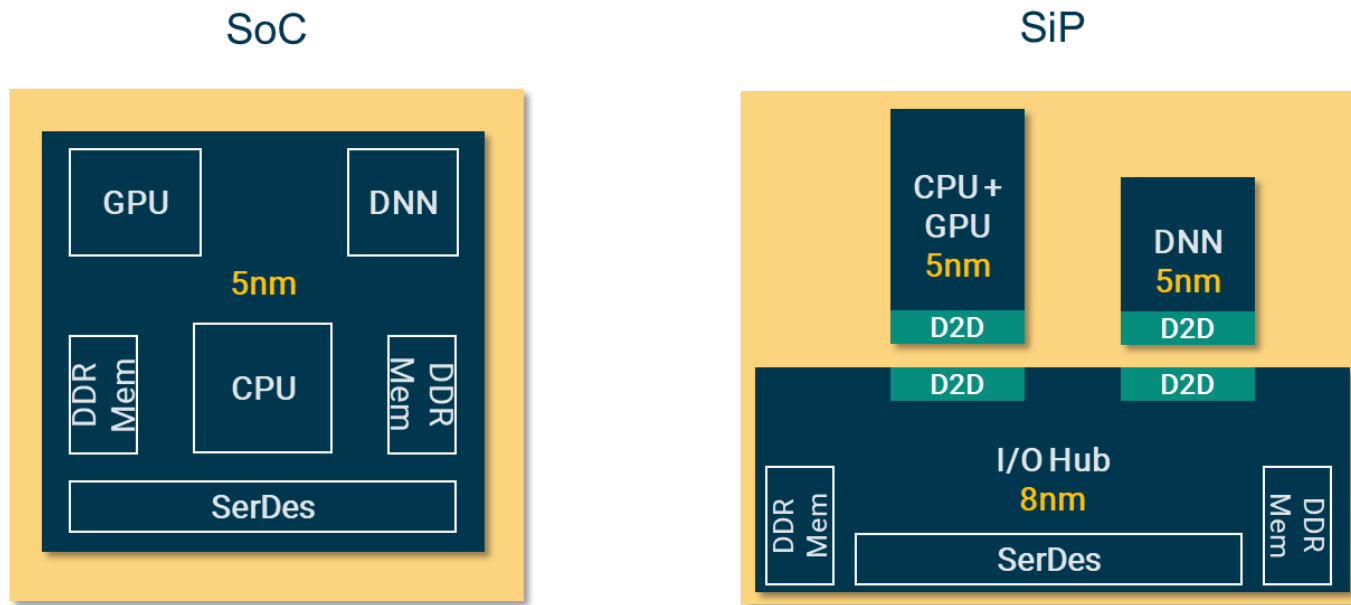 SoC
GPU
DNN
5nm
DDR
Mem
CPU
DDR
Mem
SerDes
SiP
CPU +
GPU
5nm
D2D
DNN
5nm
D2D
D2D
D2D
I/O Hub
8nm
DDR
Mem
SerDes
DDR
Mem